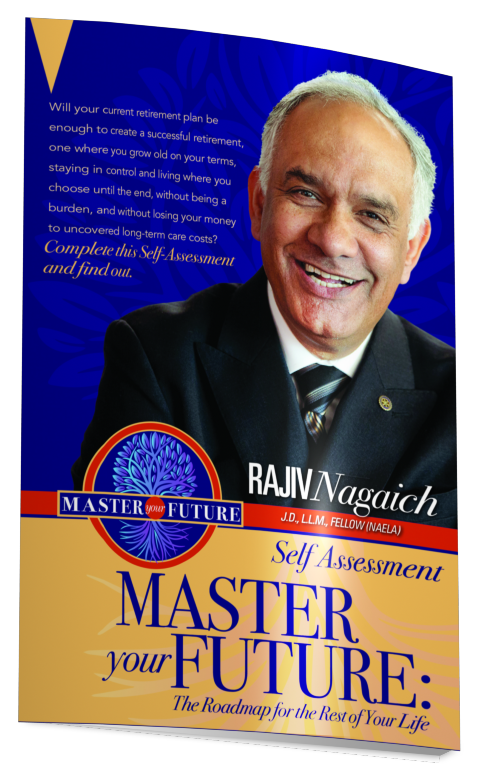 Will your current retirement plan be
enough to create a successful retirement,
one where you grow old on your terms,
staying in control and living where you
choose until the end, without being a
burden, and without losing your money
to uncovered long-term care costs?
Complete this Self-Assessment
and find out.
RAJIV Nagaich
J.D., L.L.M., FELLOW (NAELA)
MASTER your FUTURE
Self Assessment
MASTER
your FUTURE:
The Roadmap for the Rest of Your Life